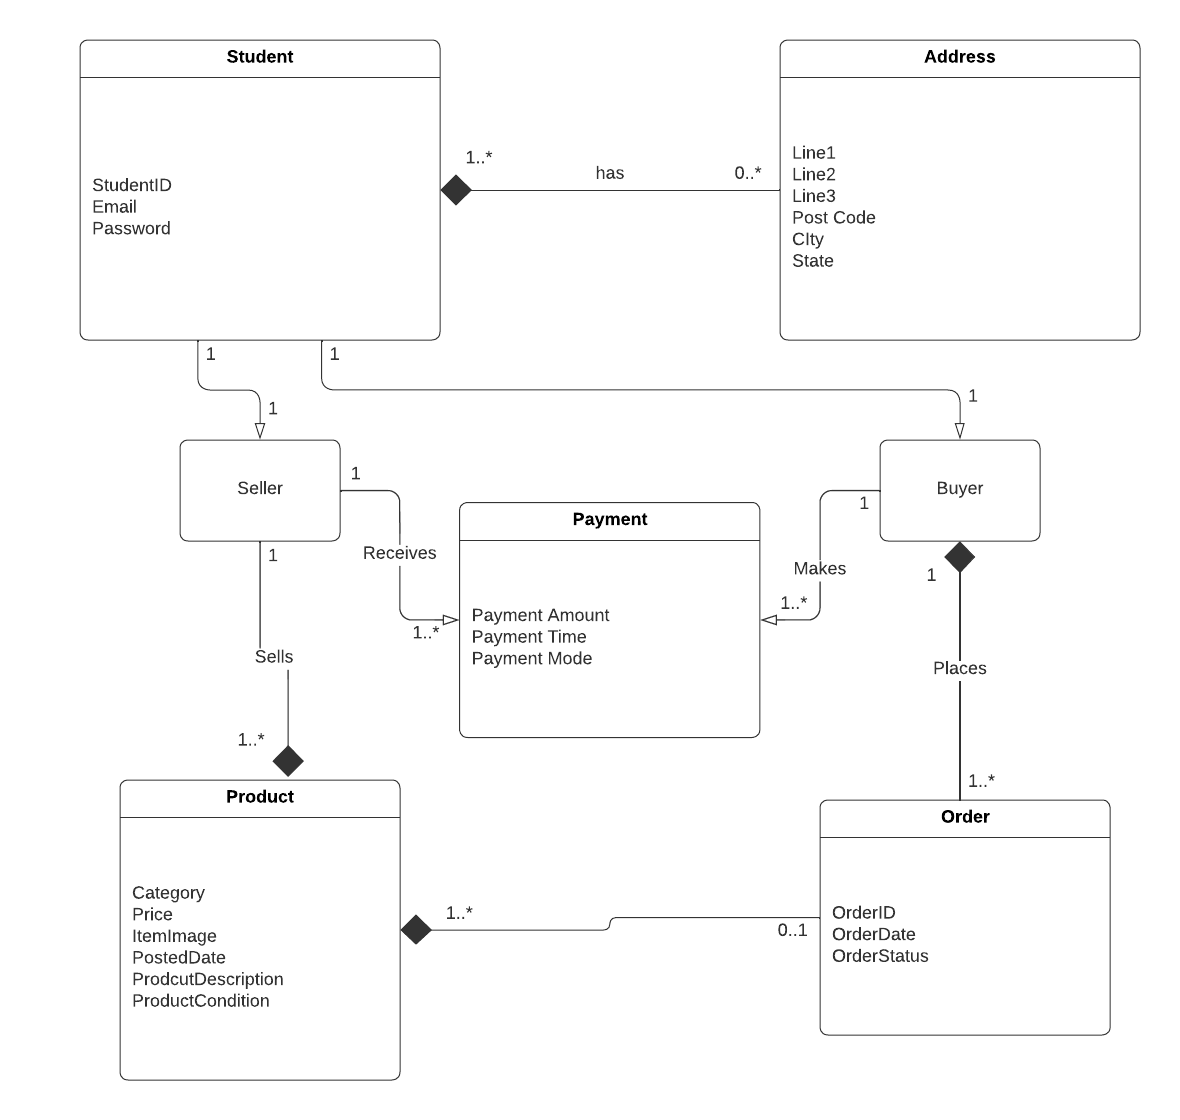 Student
StudentID
Email
Password
1..*
has
0..*
Address
Line1
Line2
Line3
Post Code
CIty
State
1
1
1
1
Seller
Buyer
1
Receives
1..*
Payment
Payment Amount
Payment Time
Payment Mode
1
Makes
1..*
1
Sells
1..*
1
Places
1..*
Product
Category
Price
ItemImage
PostedDate
ProdcutDescription
ProductCondition
1..*
0..1
Order
OrderID
OrderDate
OrderStatus